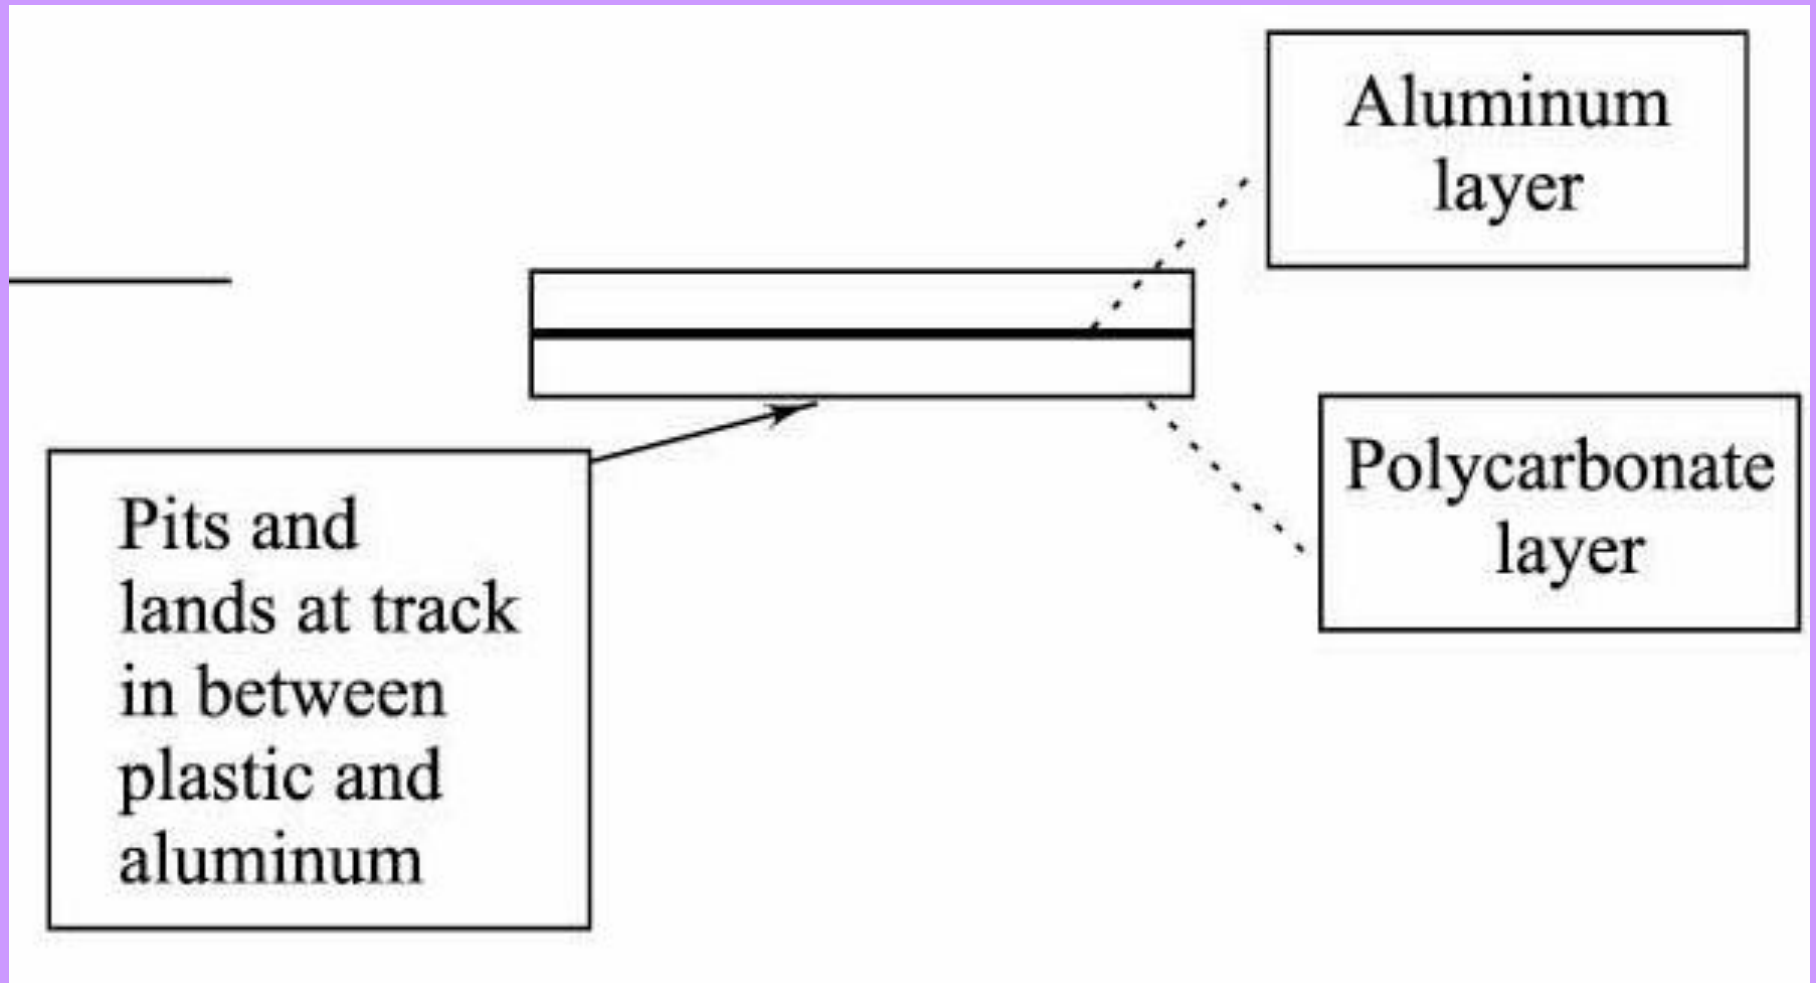 Aluminum
layer
Polycarbonate
layer
Pits and
lands at track
in between
plastic and
aluminum